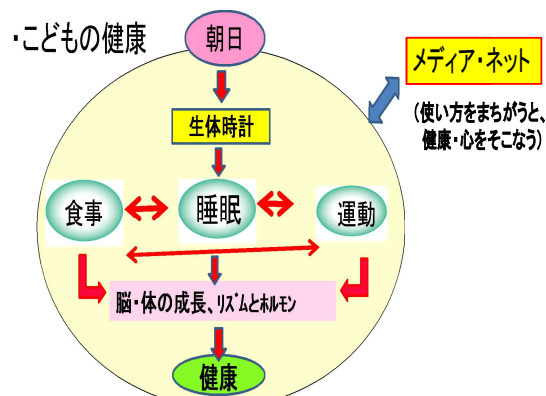 ・こどもの健康
朝日
メディア・ネット
(使い方をまちがうと、
健康・心をそこなう)
生体時計
食事
睡眠
運動
脳・体の成長、リズムとホルモン
健康